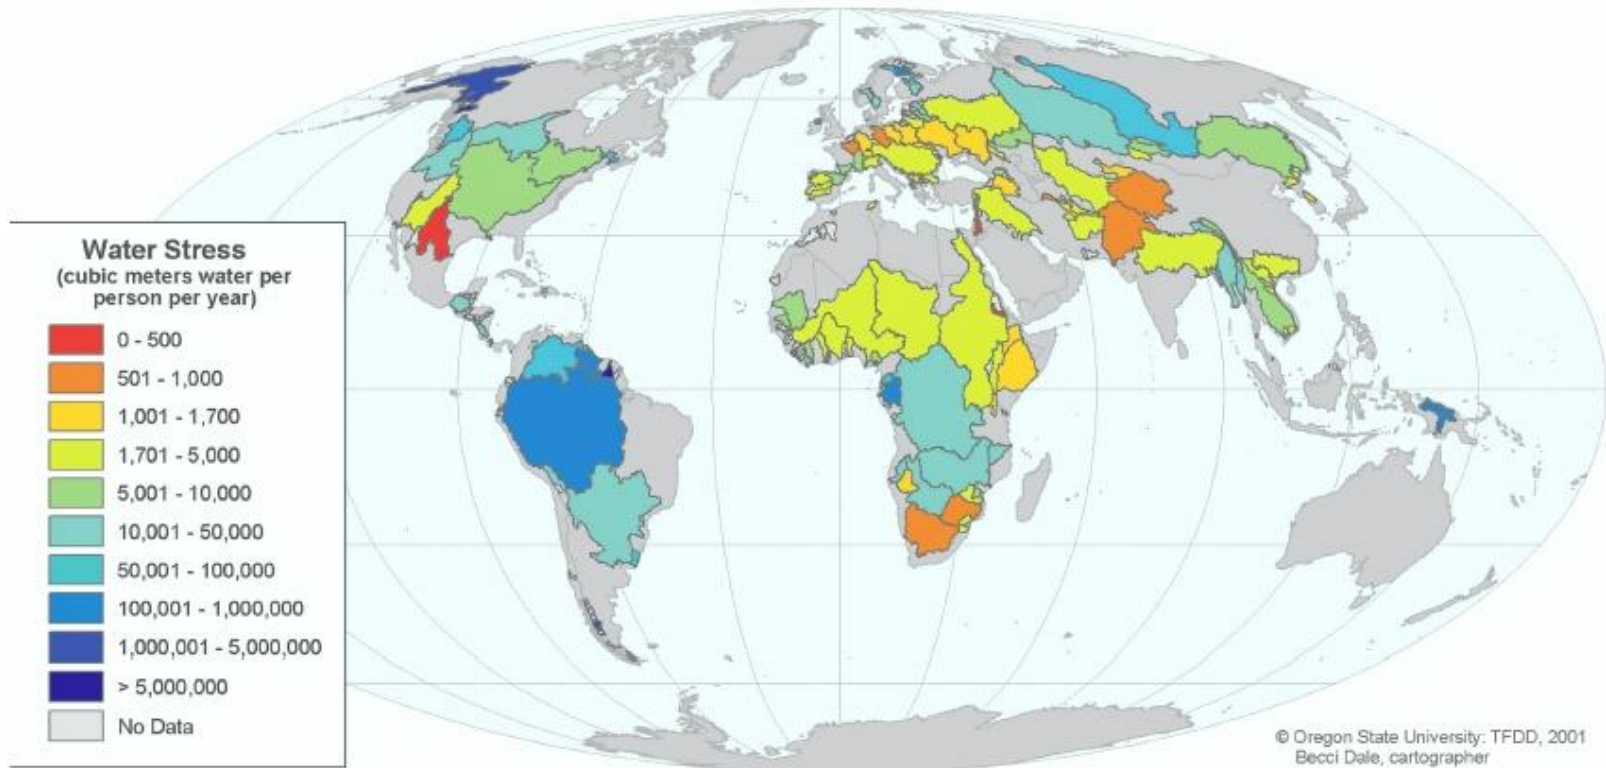 Water Stress
(cubic meters water per
person per year)
0 - 500
501 - 1,000
1,001 - 1,700
1,701 - 5,000
5,001 - 10,000
10,001 - 50,000
50,001 - 100,000
100,001 - 1,000,000
1,000,001 - 5,000,000
> 5,000,000
No Data
© Oregon State University: TFDD, 2001
Becci Dale, cartographer